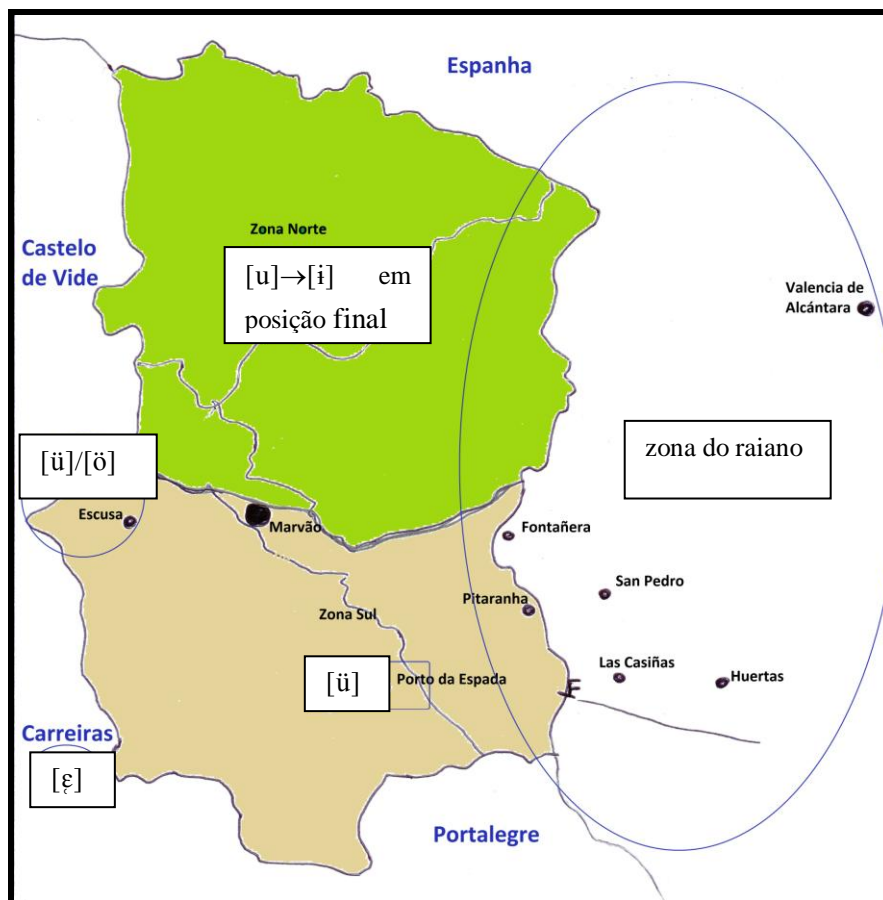 Espanha
Zona Norte
Castelo
de Vide
[u]→[ɨ] em
posição final
Valencia de
Alcántara
[ü]/[ö]
zona do raiano
Escusa
Marvão
Fontañera
San Pedro
Pitaranha
Zona Sul
Las Casiñas
Huertas
[ü]
Porto da Espada
Carreiras
[ɛ̨]
Portalegre